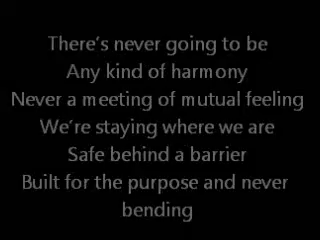 There's never going to be
Any kind of harmony
Never a meeting of mutual feeling
We're staying where we are
Safe behind a barrier
Built for the purpose and never
bending